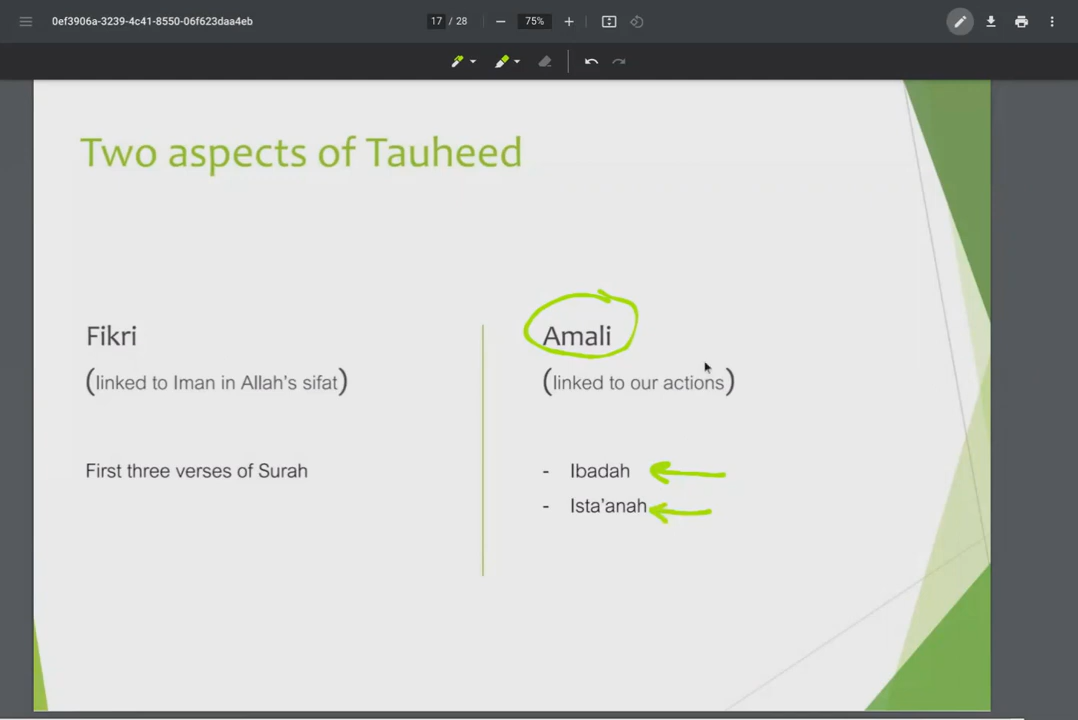 0ef3906a-3239-4c41-8550-06f623daa4eb
17 / 28
75%
Two aspects of Tauheed
Fikri
(linked to Iman in Allah's sifat)
First three verses of Surah
Amali
(linked to our actions)
- Ibadah
- Ista'anah